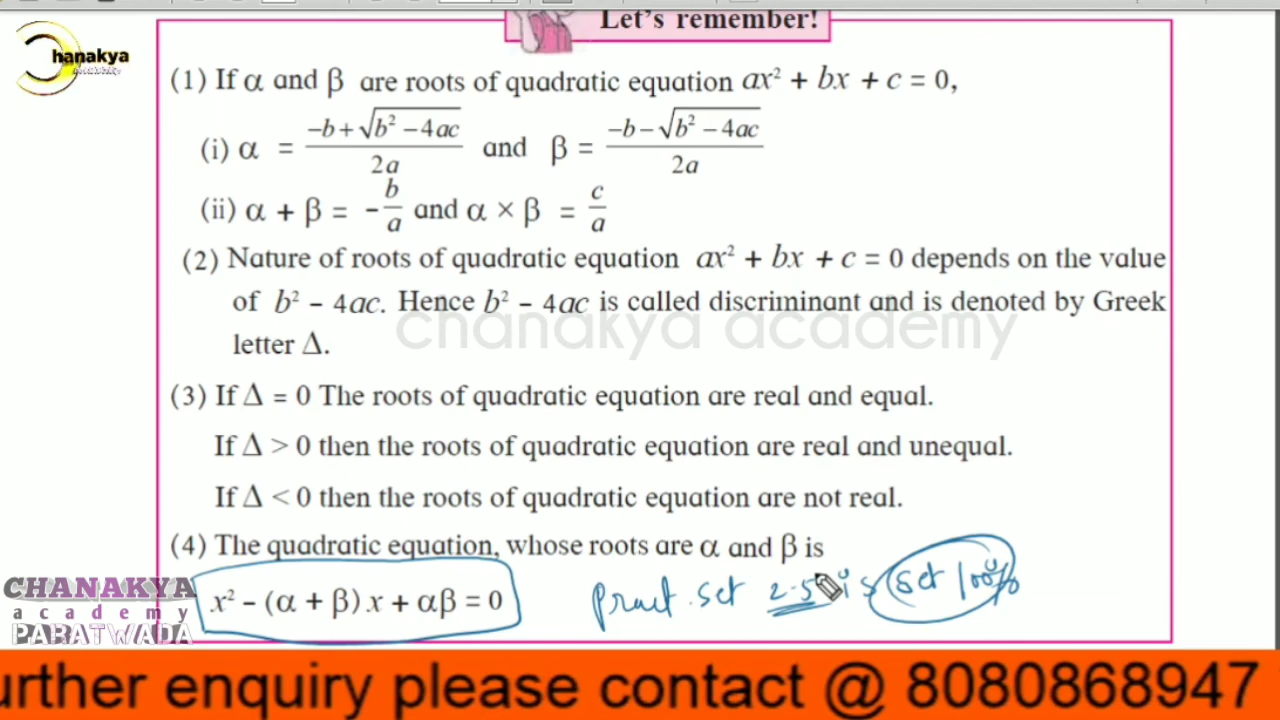 Let's remember!
Chanakya
(1) If α and β are roots of quadratic equation ax² + bx + c = 0,
(i) α = (–b + √(b² – 4ac))/2a and β = (–b – √(b² – 4ac))/2a
(ii) α + β = – b/a and α × β = c/a
(2) Nature of roots of quadratic equation ax² + bx + c = 0 depends on the value
of b² – 4ac. Hence b² – 4ac is called discriminant and is denoted by Greek
chanakya academy
letter Δ.
(3) If Δ = 0 The roots of quadratic equation are real and equal.
If Δ > 0 then the roots of quadratic equation are real and unequal.
If Δ < 0 then the roots of quadratic equation are not real.
(4) The quadratic equation, whose roots are α and β is
x² – (α + β) x + αβ = 0
pract. set 2.5 is set 100%
CHANAKYA
academy
PABATWADA
urther enquiry please contact @ 8080868947